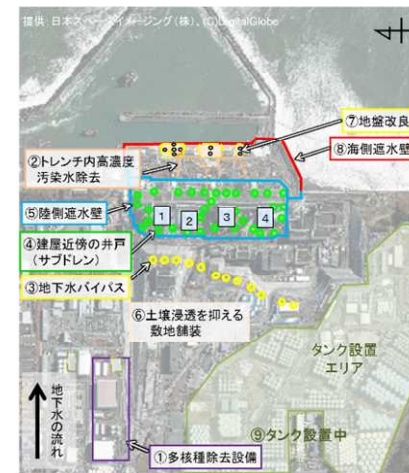 提供：日本スペースイメージング（株）、(C)DigitalGlobe
⑦地盤改良
⑧海側遮水壁
②トレンチ内高濃度
汚染水除去
⑤陸側遮水壁
1
2
3
4
④建屋近傍の井戸
（サブドレン）
③地下水バイパス
⑥土壌浸透を抑える
敷地舗装
タンク設置
エリア
地下水の流れ
⑨タンク設置中
①多核種除去設備